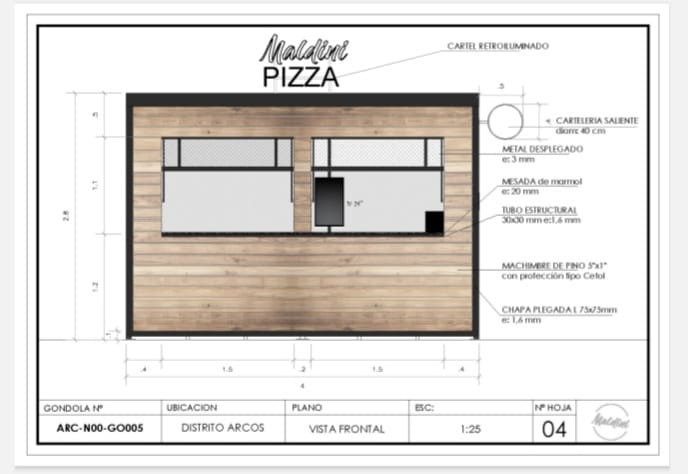 Maldini
PIZZA
CARTEL RETROILUMINADO
.5
.4
CARTELERIA SALIENTE
diam: 40 cm
METAL DESPLEGADO
e: 3 mm
MESADA de marmol
e: 20 mm
TUBO ESTRUCTURAL
30x30 mm e:1,6 mm
MACHIMBRE DE PINO 5"x1"
con protección tipo Cetol
CHAPA PLEGADA L 75x75mm
e: 1,6 mm
.5
1.1
2.8
1.2
.1
.4
1.5
.2
1.5
.4
4
GONDOLA Nº
ARC-N00-GO005
UBICACION
DISTRITO ARCOS
PLANO
VISTA FRONTAL
ESC:
1:25
Nº HOJA
04
Maldini